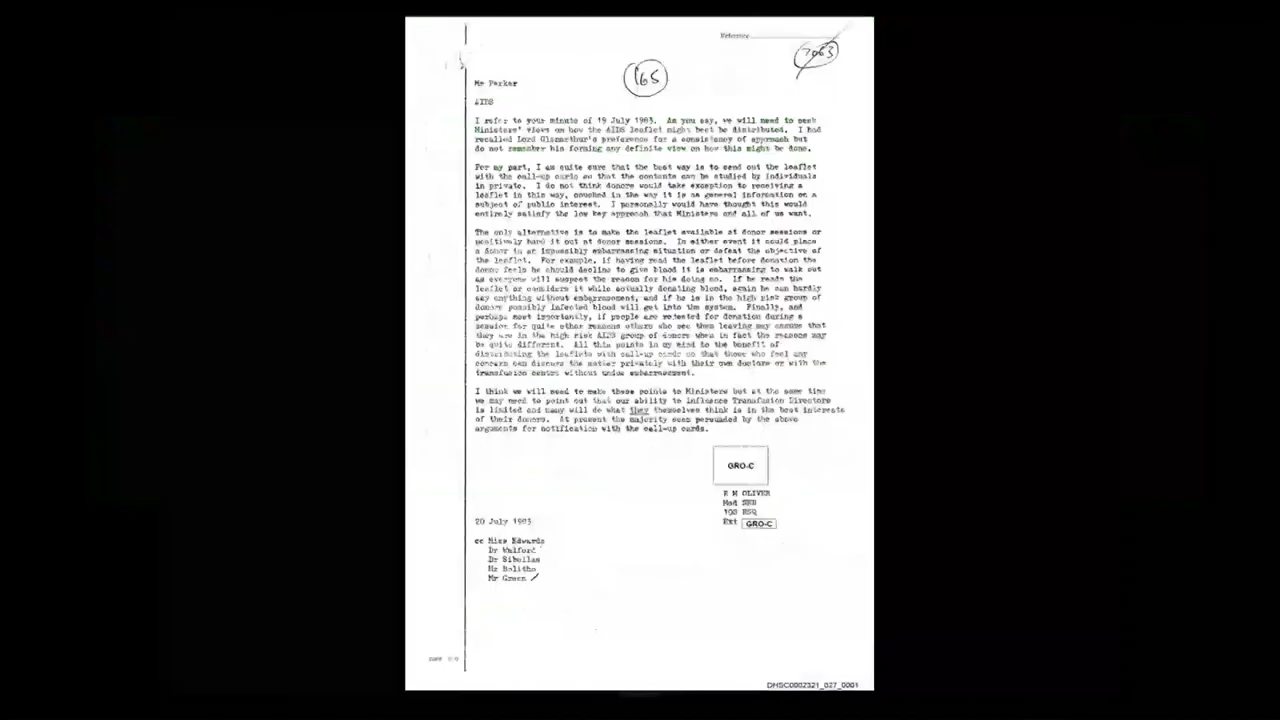 Reference
7063
165
Mr Parker
AIDS
I refer to your minute of 19 July 1983. As you say, we will need to seek
Ministers' views on how the AIDS leaflet might best be distributed. I had
recalled Lord Glenarthur's preference for a consistency of approach but
do not remember his forming any definite view on how this might be done.
For my part, I am quite sure that the best way is to send out the leaflet
with the call-up cards so that the contents can be studied by individuals
in private. I do not think donors would take exception to receiving a
leaflet in this way, couched in the way it is as general information on a
subject of public interest. I personally would have thought this would
entirely satisfy the low key approach that Ministers and all of us want.
The only alternative is to make the leaflet available at donor sessions or
positively hand it out at donor sessions. In either event it could place
a donor in an impossibly embarrassing situation or defeat the objective of
the leaflet. For example, if having read the leaflet before donation the
donor feels he should decline to give blood it is embarrassing to walk out
as everyone will suspect the reason for his doing so. If he reads the
leaflet or considers it while actually donating blood, again he can hardly
say anything without embarrassment, and if he is in the high risk group of
donors possibly infected blood will get into the system. Finally, and
perhaps most importantly, if people are rejected for donation during a
session for quite other reasons others who see them leaving may assume that
they are in the high risk AIDS group of donors when in fact the reasons may
be quite different. All this points in my mind to the benefit of
distributing the leaflets with call-up cards so that those who feel any
concern can discuss the matter privately with their own doctors or with the
transfusion centre without undue embarrassment.
I think we will need to make these points to Ministers but at the same time
we may need to point out that our ability to influence Transfusion Directors
is limited and many will do what they themselves think is in the best interests
of their donors. At present the majority seem persuaded by the above
arguments for notification with the call-up cards.
GRO-C
OLIVER
Med
Ext GRO-C
20 July 1983
cc Miss Edwards
Dr Walford
Dr Sibellas
Mr Bolitho
Mr Green
DHSC0002321_027_0001